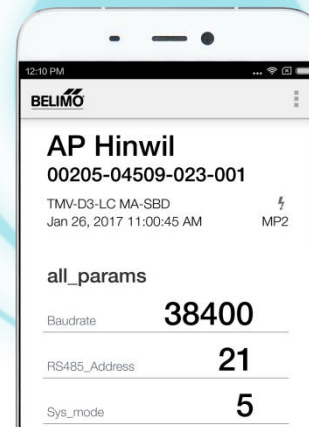 12:10 PM
BELIMO
AP Hinwil
00205-04509-023-001
TMV-D3-LC MA-SBD
Jan 26, 2017 11:00:45 AM MP2
all_params
Baudrate 38400
RS485_Address 21
Sys_mode 5